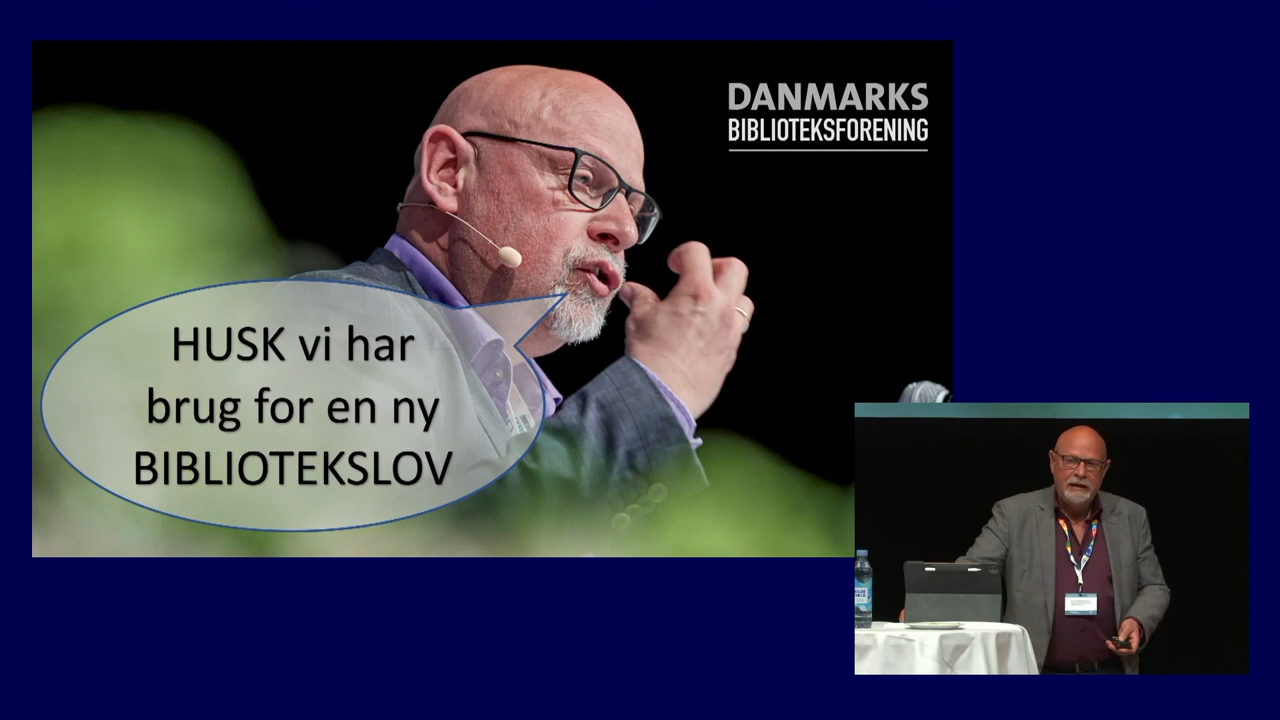 DANMARKS
BIBLIOTEKSFORENING
HUSK vi har
brug for en ny
BIBLIOTEKSLOV